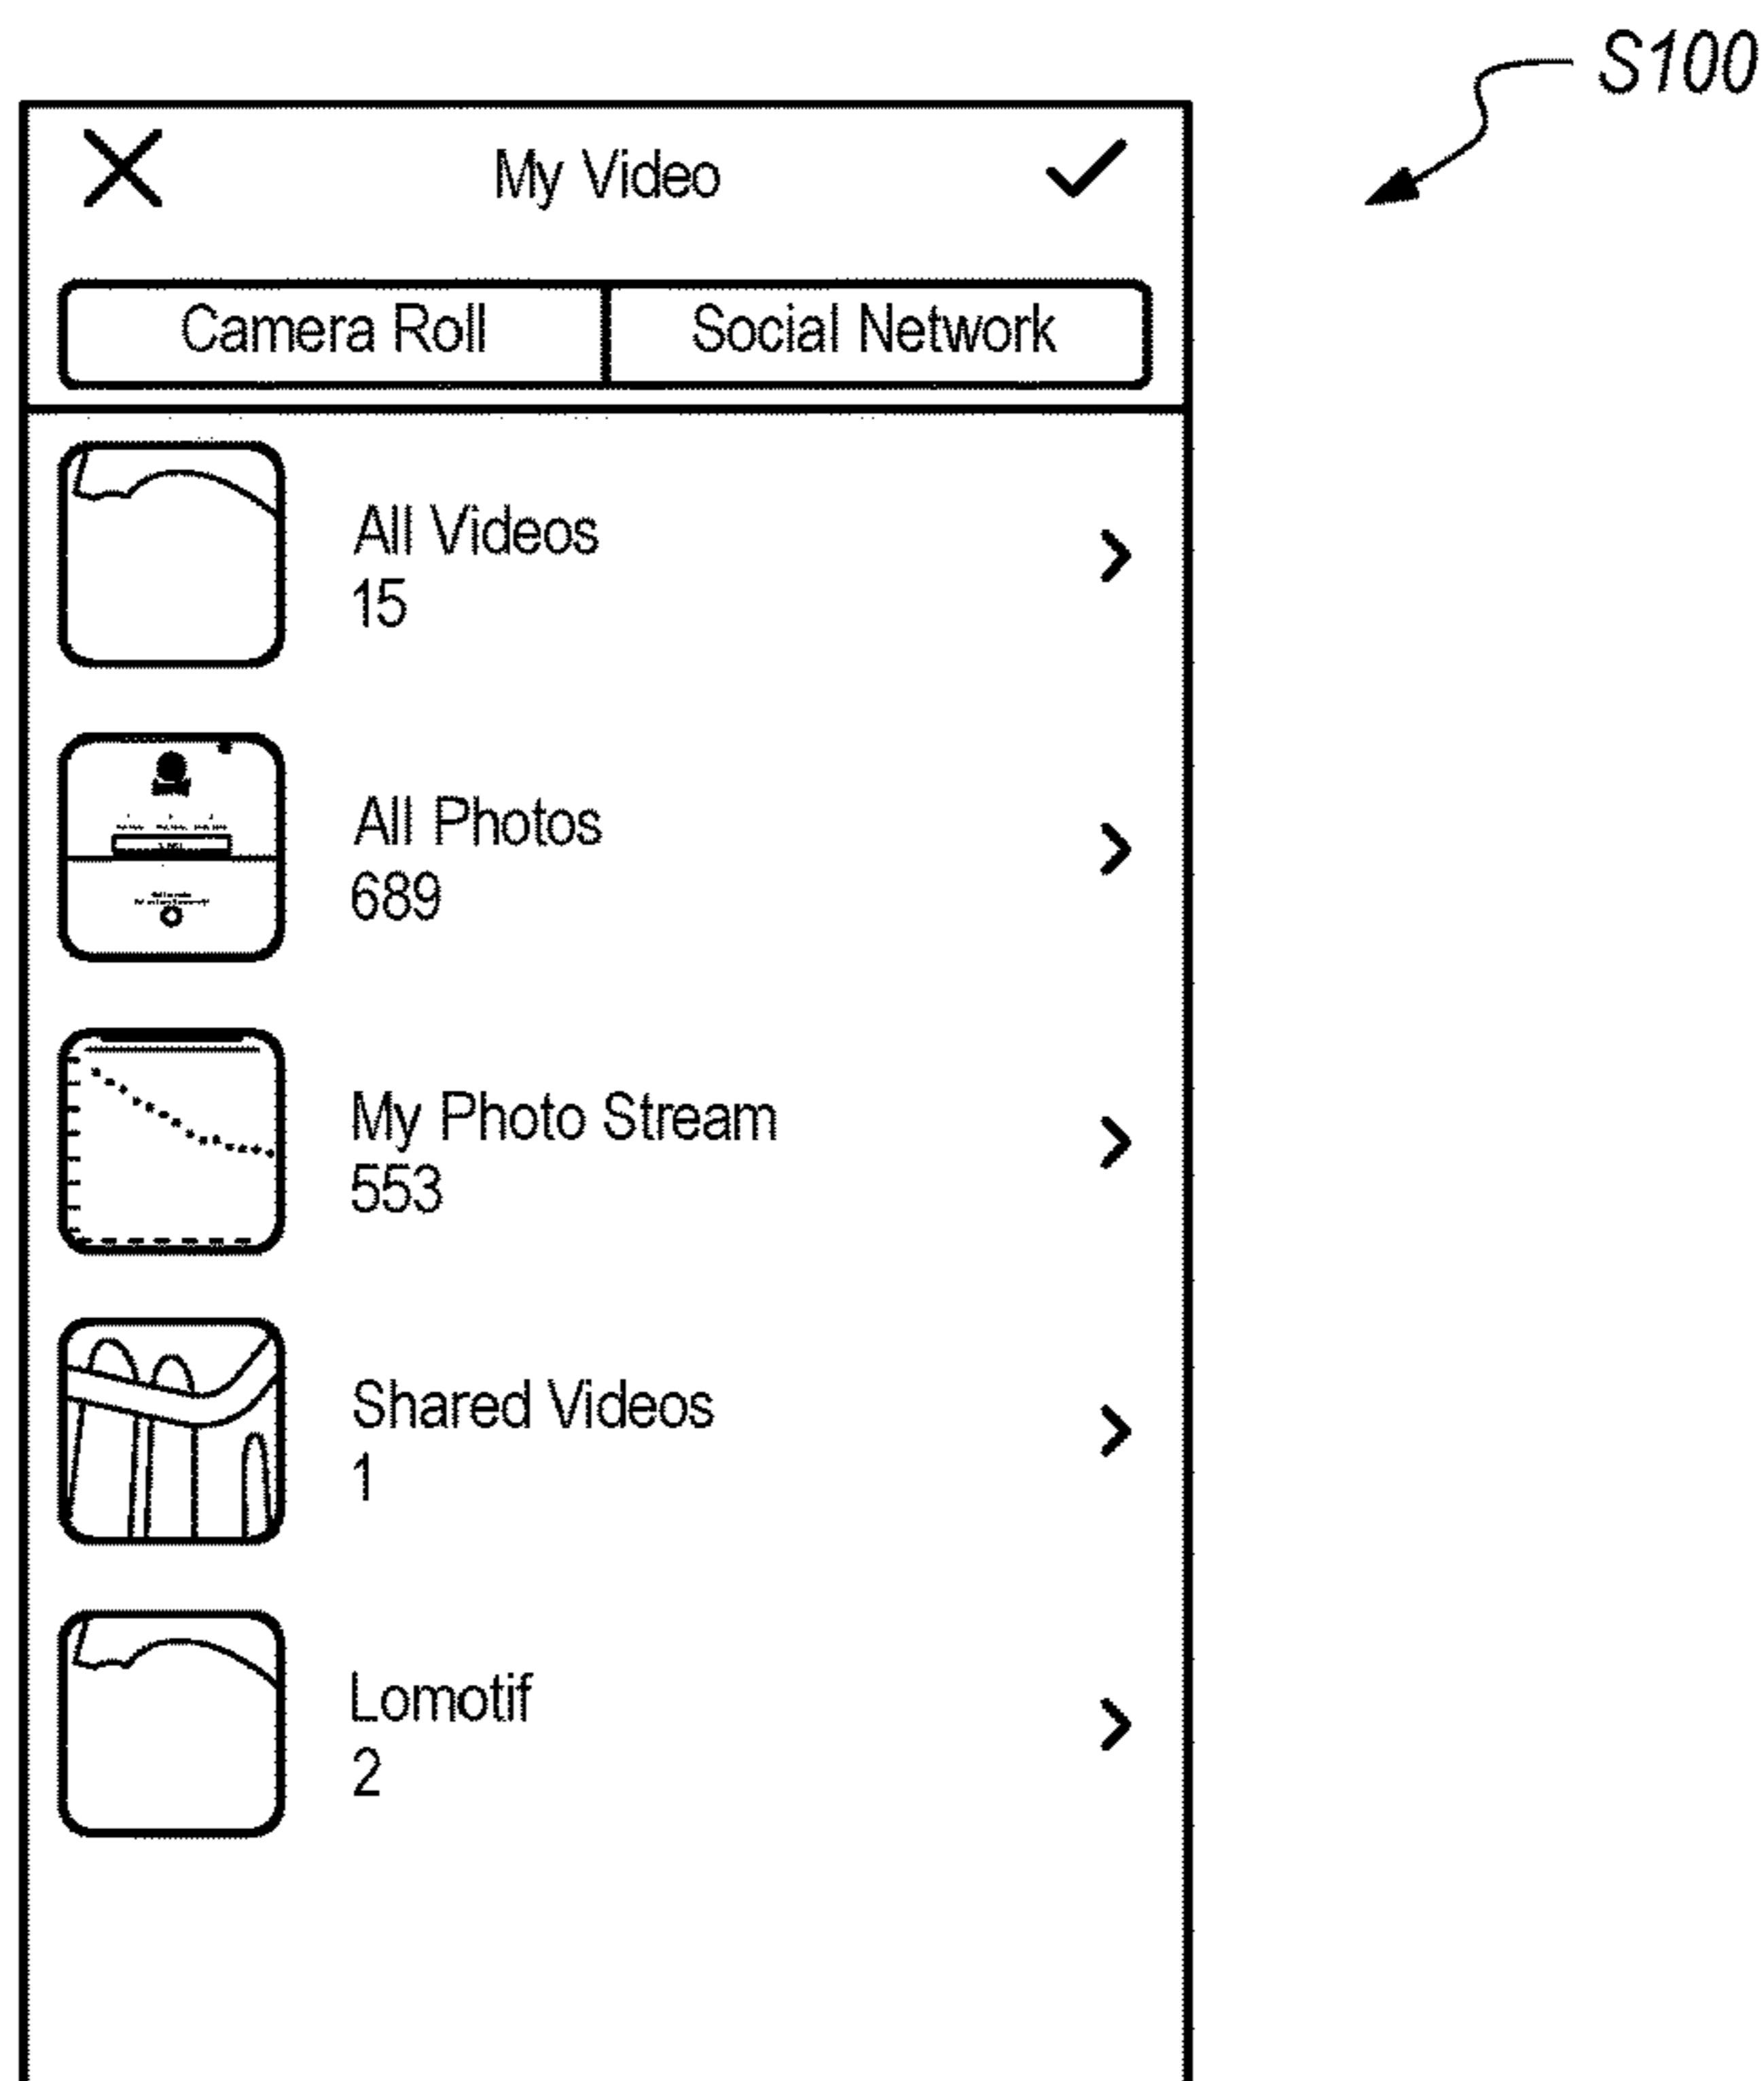 S100
My Video
Camera Roll
Social Network
All Videos
15
All Photos
689
My Photo Stream
553
Shared Videos
1
Lomotif
2